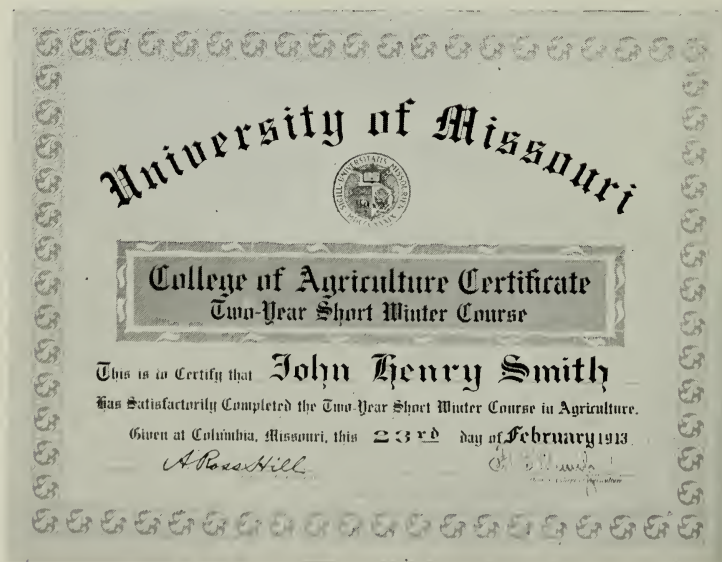 University of Missouri
College of Agriculture Certificate
Two-Year Short Winter Course
This is to Certify that John Henry Smith
Has Satisfactorily Completed the Two-Year Short Winter Course in Agriculture.
Given at Columbia, Missouri, this 23rd day of February 1913.
A Ross Hill